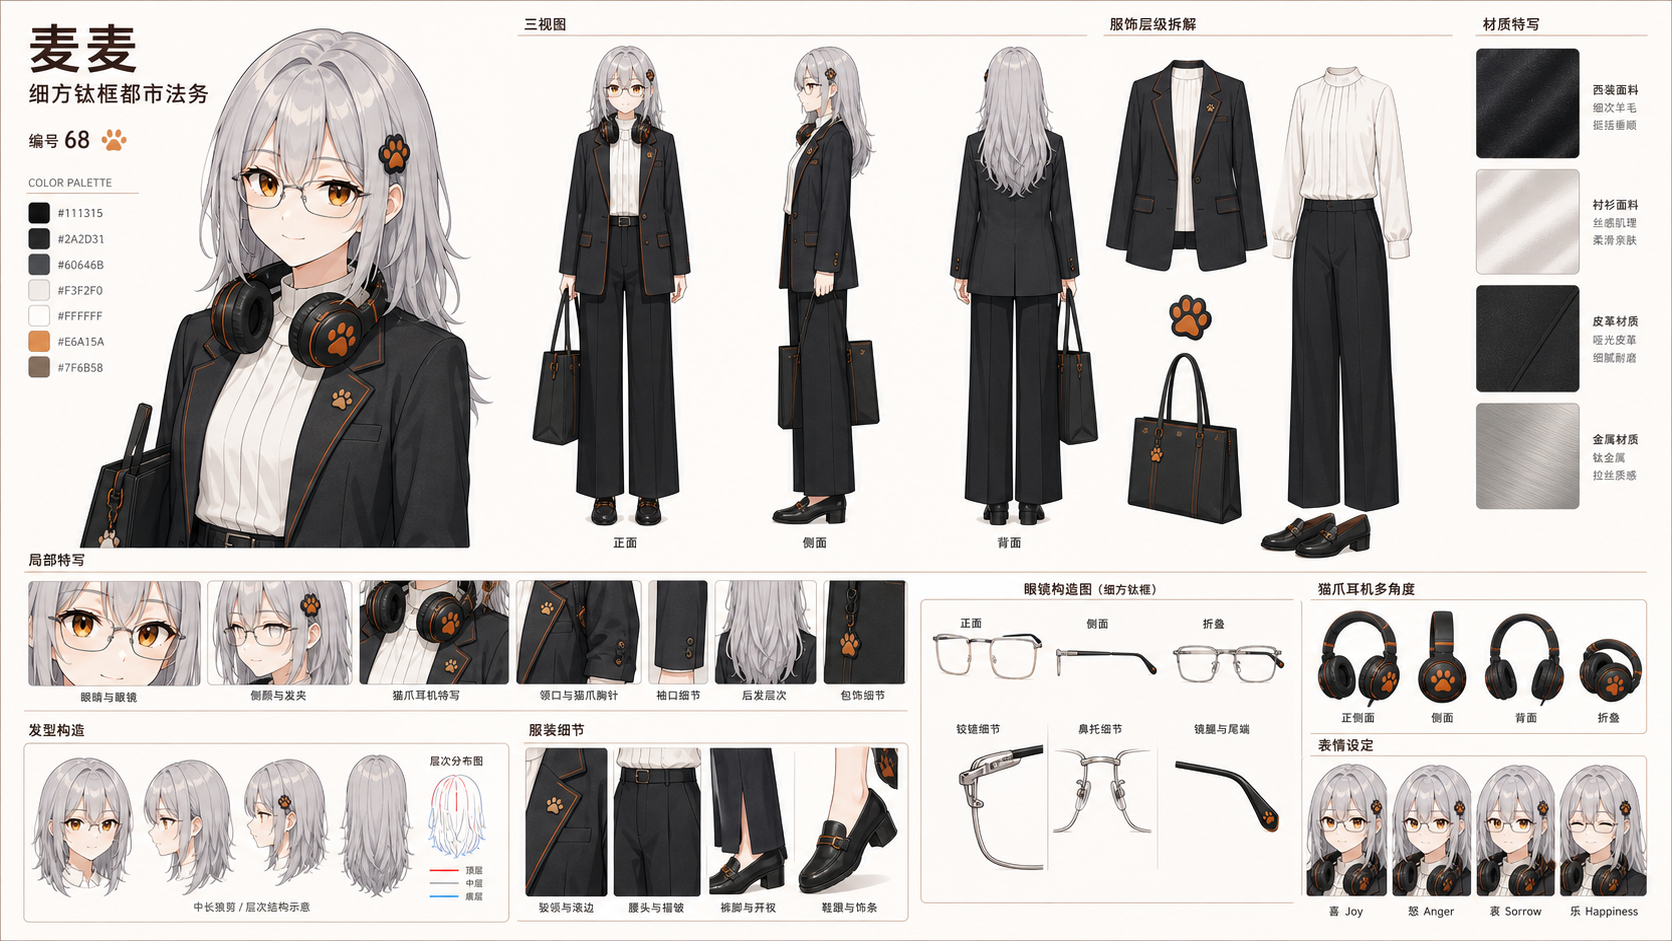 麦麦
细方钛框都市法务
编号 68
COLOR PALETTE
#111315
#2A2D31
#60646B
#F3F2F0
#FFFFFF
#E6A15A
#7F6B58
三视图
正面
侧面
背面
服饰层级拆解
材质特写
西装面料
细次羊毛
挺括垂顺
衬衫面料
丝感肌理
柔滑亲肤
皮革材质
哑光皮革
细腻耐磨
金属材质
钛金属
拉丝质感
局部特写
眼睛与眼镜
侧颜与发夹
猫爪耳机特写
领口与猫爪胸针
袖口细节
后发层次
包饰细节
发型构造
层次分布图
顶层
中层
底层
中长狼剪 / 层次结构示意
服装细节
驳领与滚边
腰头与褶皱
裤脚与开衩
鞋跟与饰条
眼镜构造图（细方钛框）
正面
侧面
折叠
铰链细节
鼻托细节
镜腿与尾端
猫爪耳机多角度
正侧面
侧面
背面
折叠
表情设定
喜 Joy
怒 Anger
哀 Sorrow
乐 Happiness